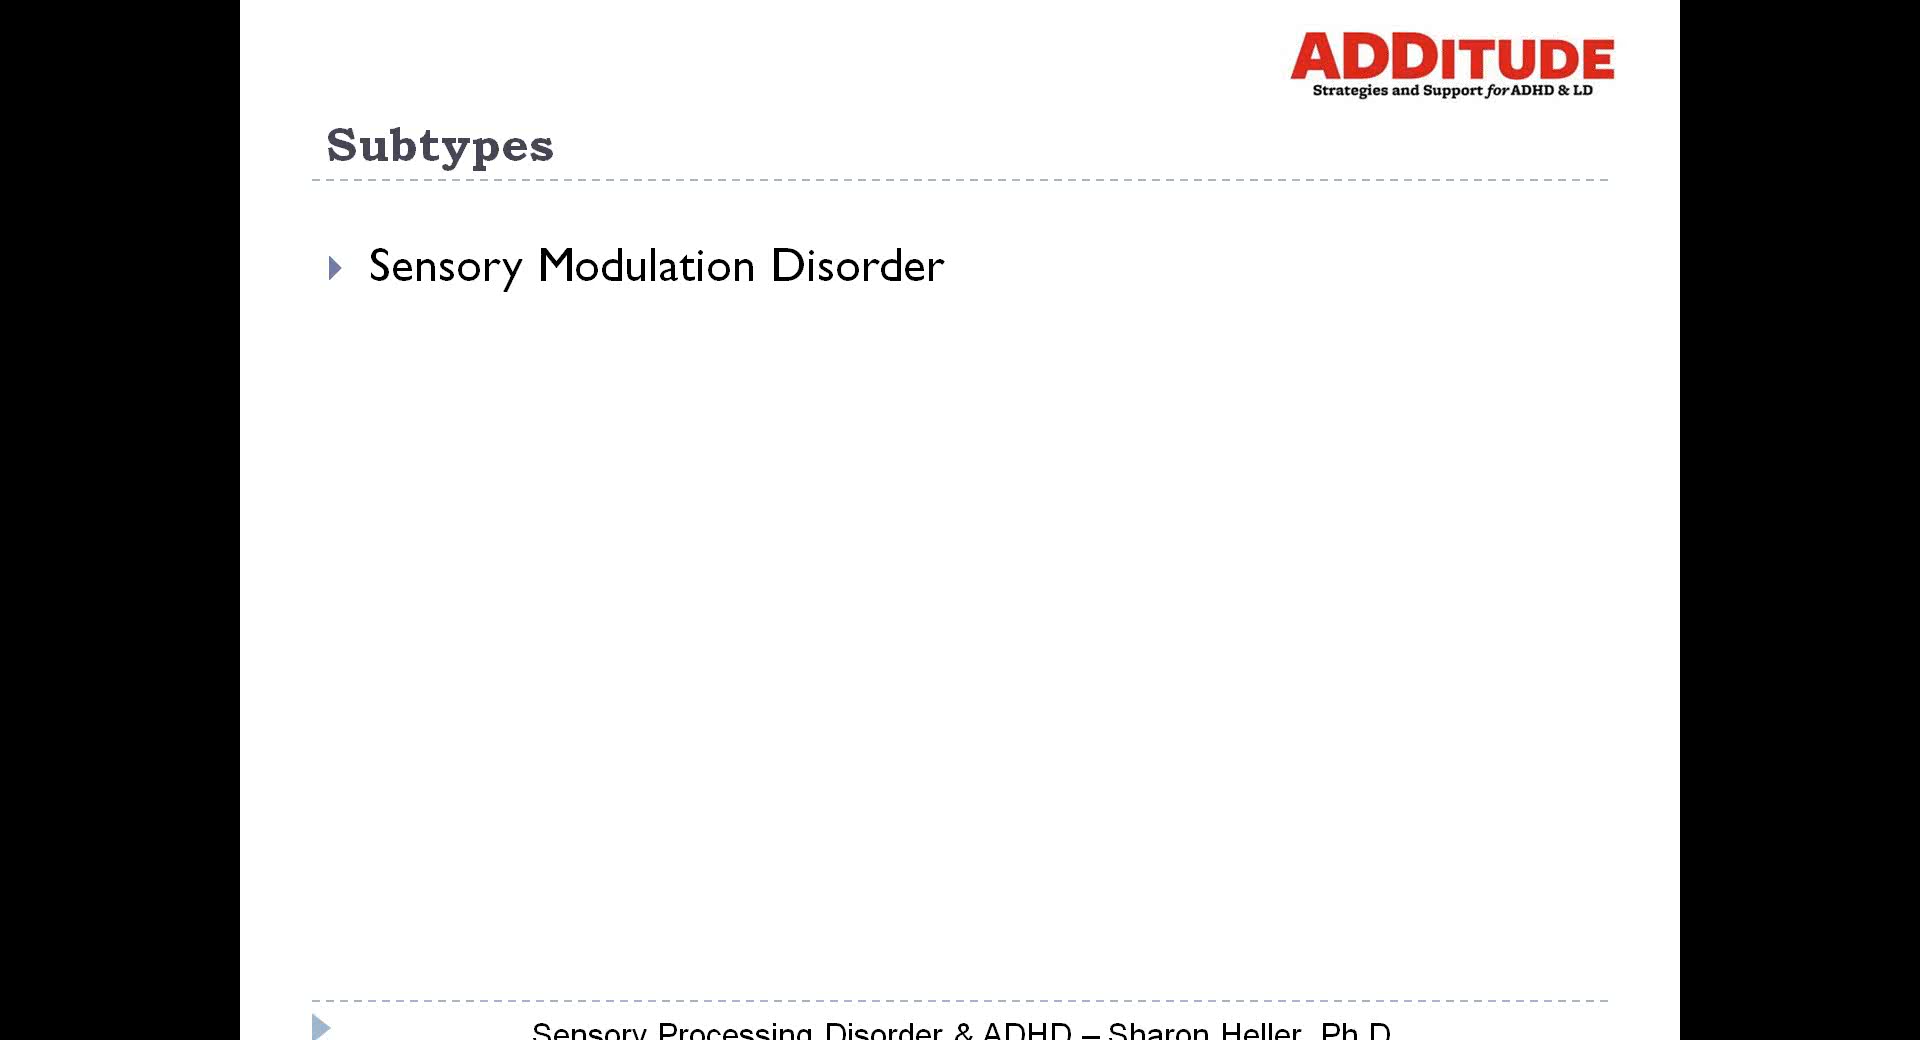 ADDITUDE
Strategies and Support for ADHD & LD
Subtypes
Sensory Modulation Disorder
Sensory Processing Disorder & ADHD – Sharon Heller, Ph.D.